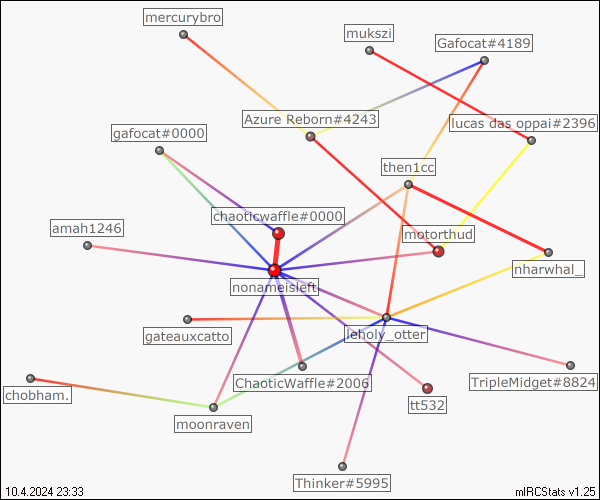 mercurybro
mukszi
Gafocat#4189
Azure Reborn#4243
lucas das oppai#2396
gafocat#0000
then1cc
chaoticwaffle#0000
amah1246
motorthud
nharwhal_
nonameisleft
leholy_otter
gateauxcatto
ChaoticWaffle#2006
TripleMidget#8824
chobham.
tt532
moonraven
Thinker#5995
10.4.2024 23:33
mIRCStats v1.25